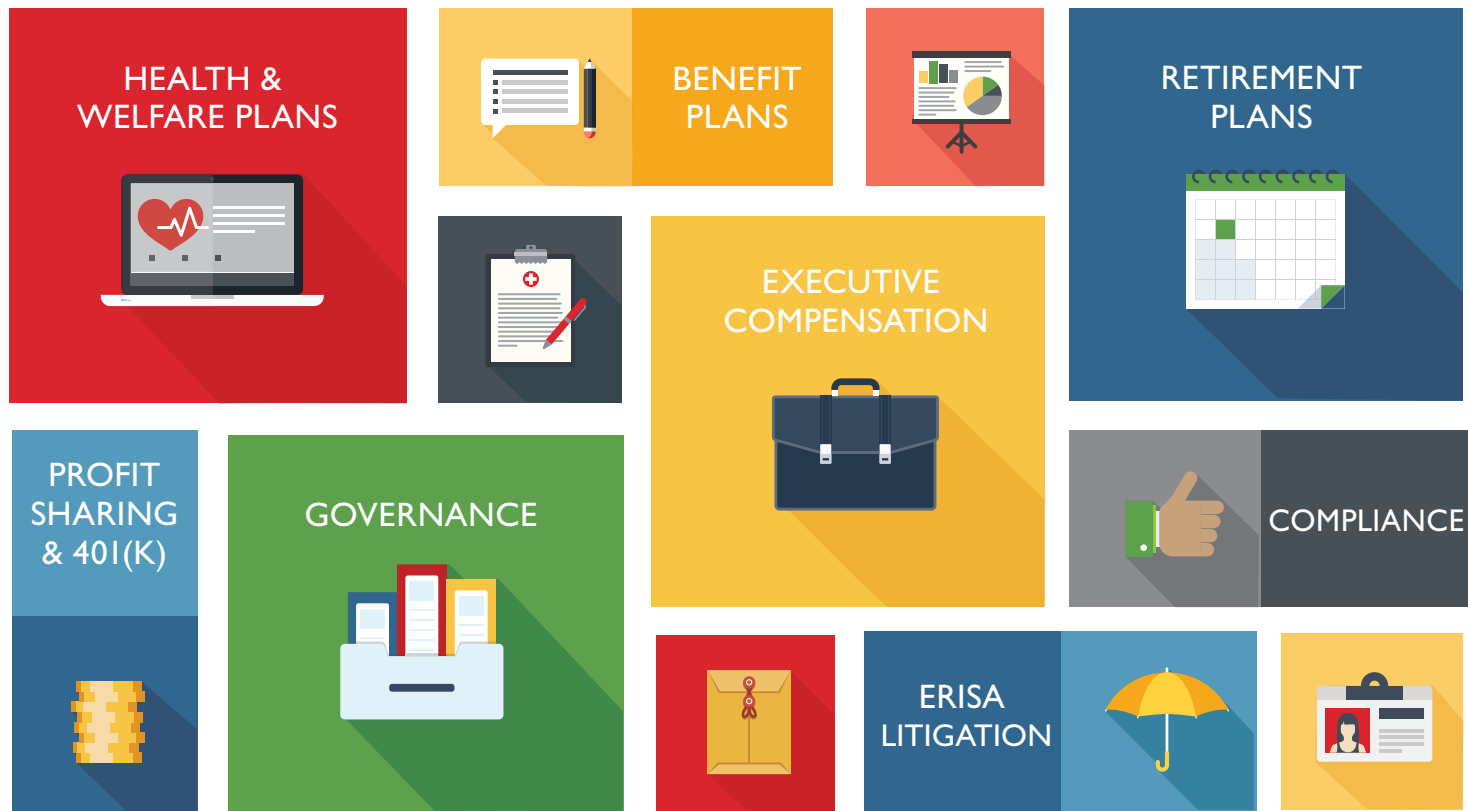 HEALTH &
WELFARE PLANS
BENEFIT
PLANS
RETIREMENT
PLANS
EXECUTIVE
COMPENSATION
PROFIT
SHARING
& 401(K)
GOVERNANCE
COMPLIANCE
ERISA
LITIGATION